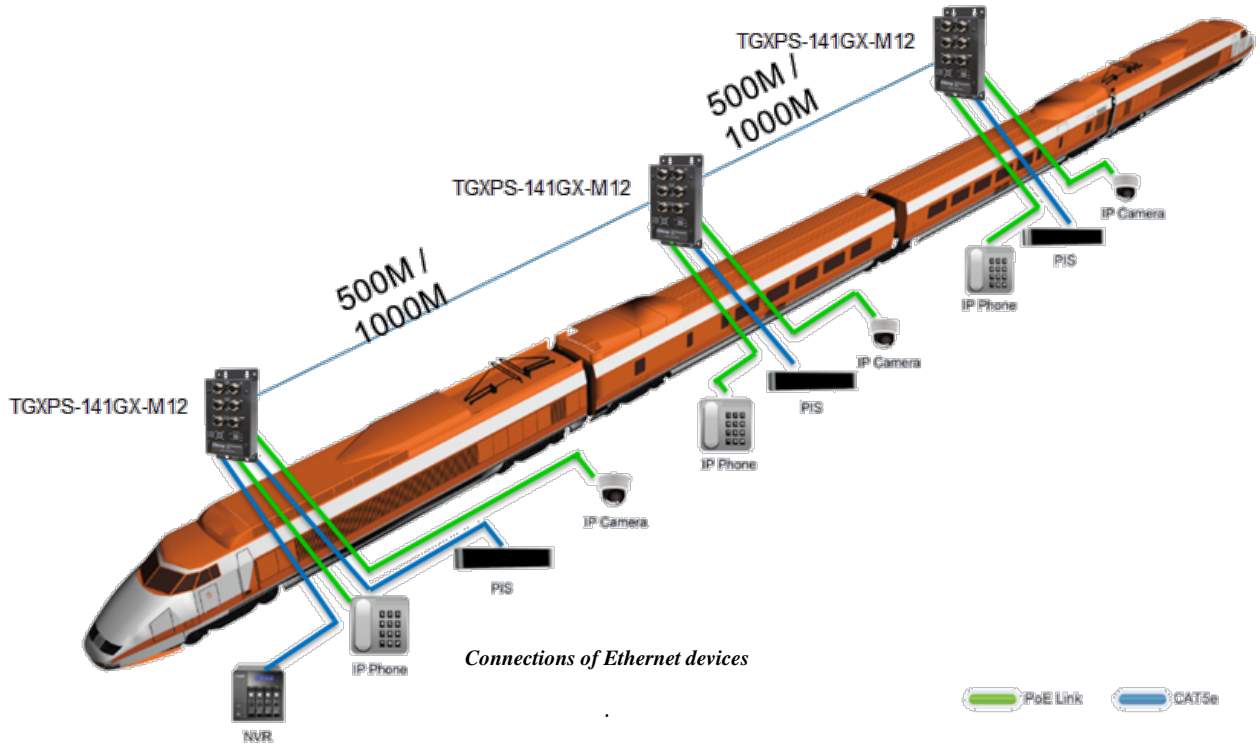 TGXPS-141GX-M12
500M /
1000M
TGXPS-141GX-M12
IP Camera
PIS
IP Phone
500M /
1000M
IP Camera
PIS
IP Phone
TGXPS-141GX-M12
IP Camera
PIS
IP Phone
NVR
Connections of Ethernet devices
.
PoE Link
CAT5e